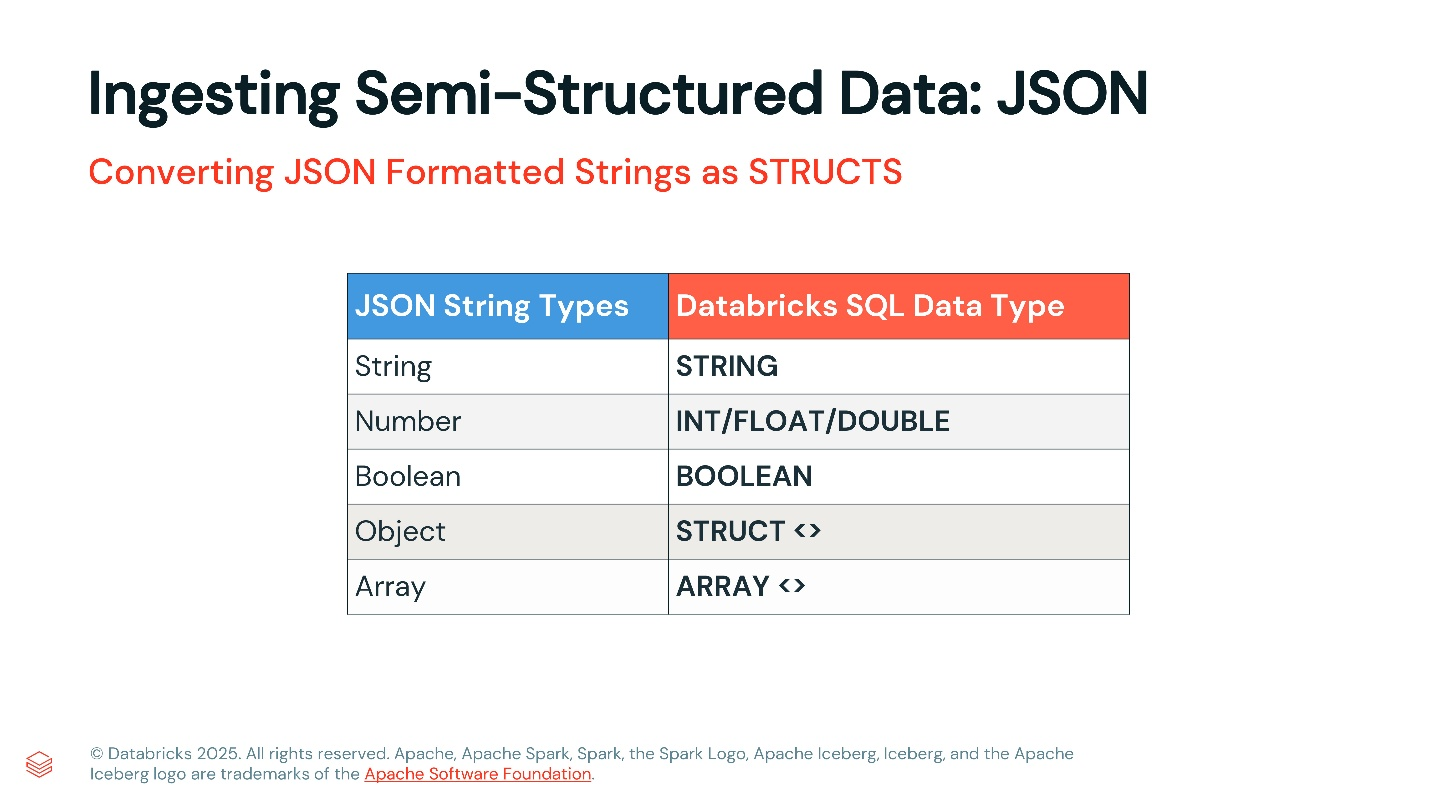 Ingesting Semi-Structured Data: JSON
Converting JSON Formatted Strings as STRUCTS
JSON String Types Databricks SQL Data Type
String STRING
Number INT/FLOAT/DOUBLE
Boolean BOOLEAN
Object STRUCT <>
Array ARRAY <>
© Databricks 2025. All rights reserved. Apache, Apache Spark, Spark, the Spark Logo, Apache Iceberg, Iceberg, and the Apache
Iceberg logo are trademarks of the Apache Software Foundation.